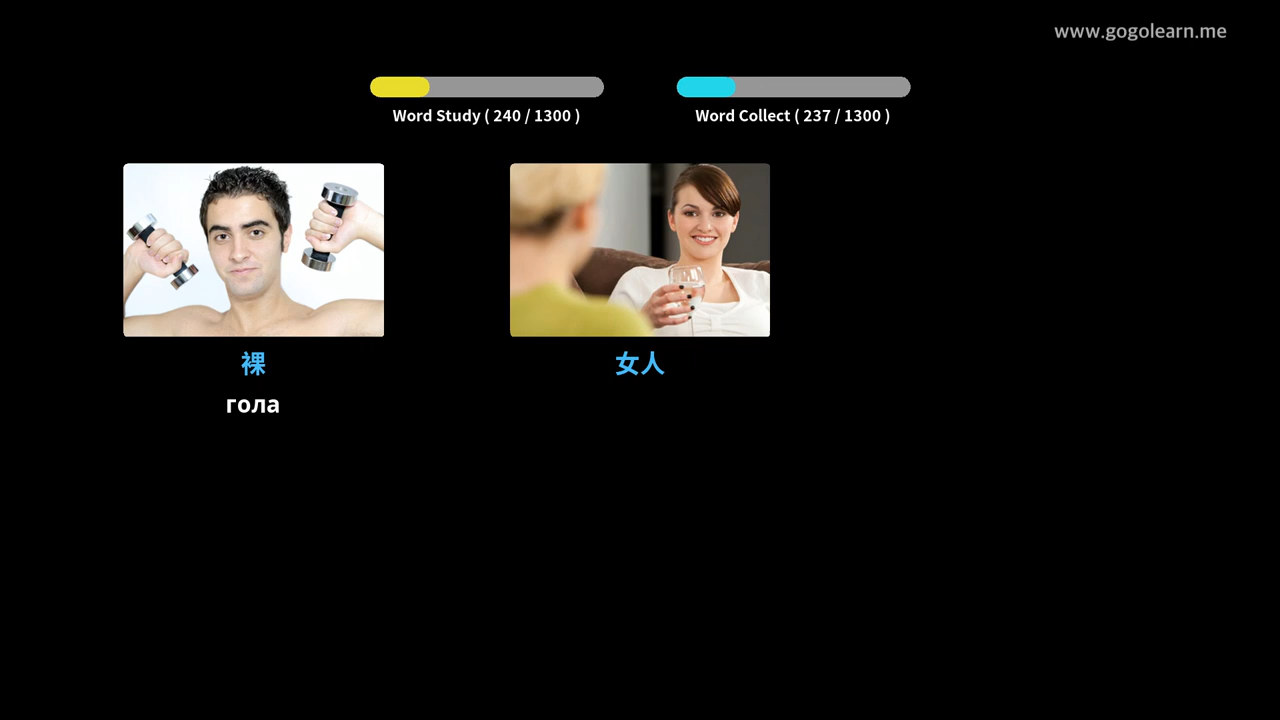 www.gogolearn.me
Word Study ( 240 / 1300 )
Word Collect ( 237 / 1300 )
裸
女人
гола